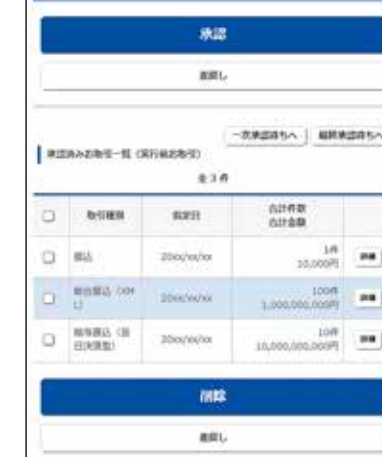 承認
差戻し
一次承認待ちへ 最終承認待ちへ
承認済みお取引一覧（実行前お取引）
全3件
取引種別 指定日 合計件数
合計金額
振込 20xx/xx/xx 1件
10,000円 詳細
総合振込（XM
L） 20xx/xx/xx 100件
1,000,000,000円 詳細
給与振込（前
日決済型） 20xx/xx/xx 10件
10,000,000,000円 詳細
削除
差戻し